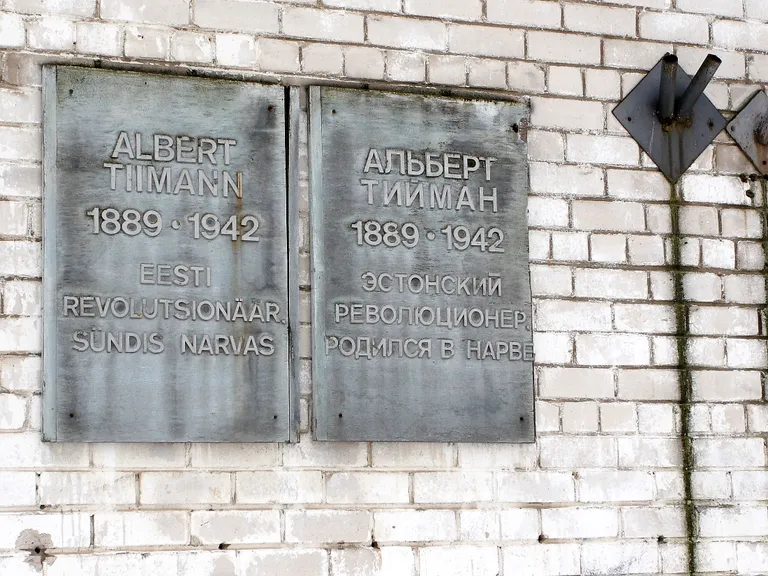 ALBERT
TIIMANN
1889 • 1942
EESTI
REVOLUTSIONÄÄR.
SÜNDIS NARVAS
АЛЬБЕРТ
ТИЙМАН
1889 • 1942
ЭСТОНСКИЙ
РЕВОЛЮЦИОНЕР.
РОДИЛСЯ В НАРВЕ